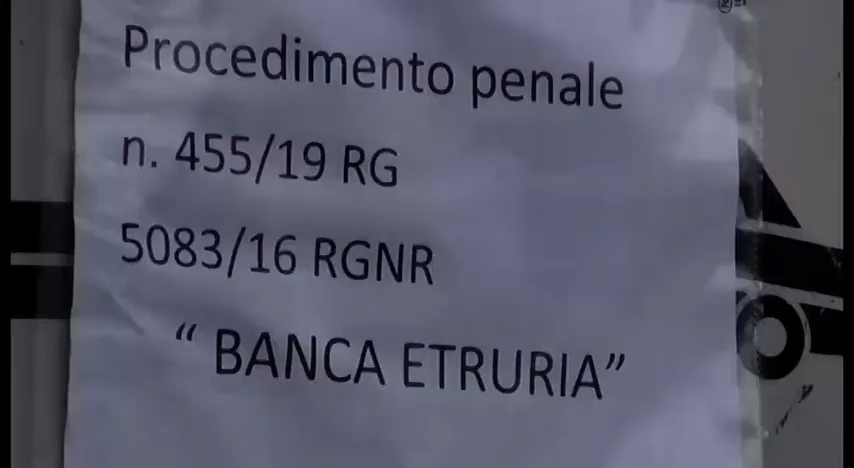 Procedimento penale
n. 455/19 RG
5083/16 RGNR
“ BANCA ETRURIA”